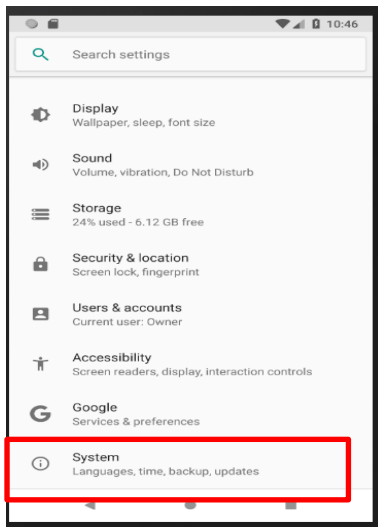 10:46
Search settings
Display
Wallpaper, sleep, font size
Sound
Volume, vibration, Do Not Disturb
Storage
24% used - 6.12 GB free
Security & location
Screen lock, fingerprint
Users & accounts
Current user: Owner
Accessibility
Screen readers, display, interaction controls
Google
Services & preferences
System
Languages, time, backup, updates